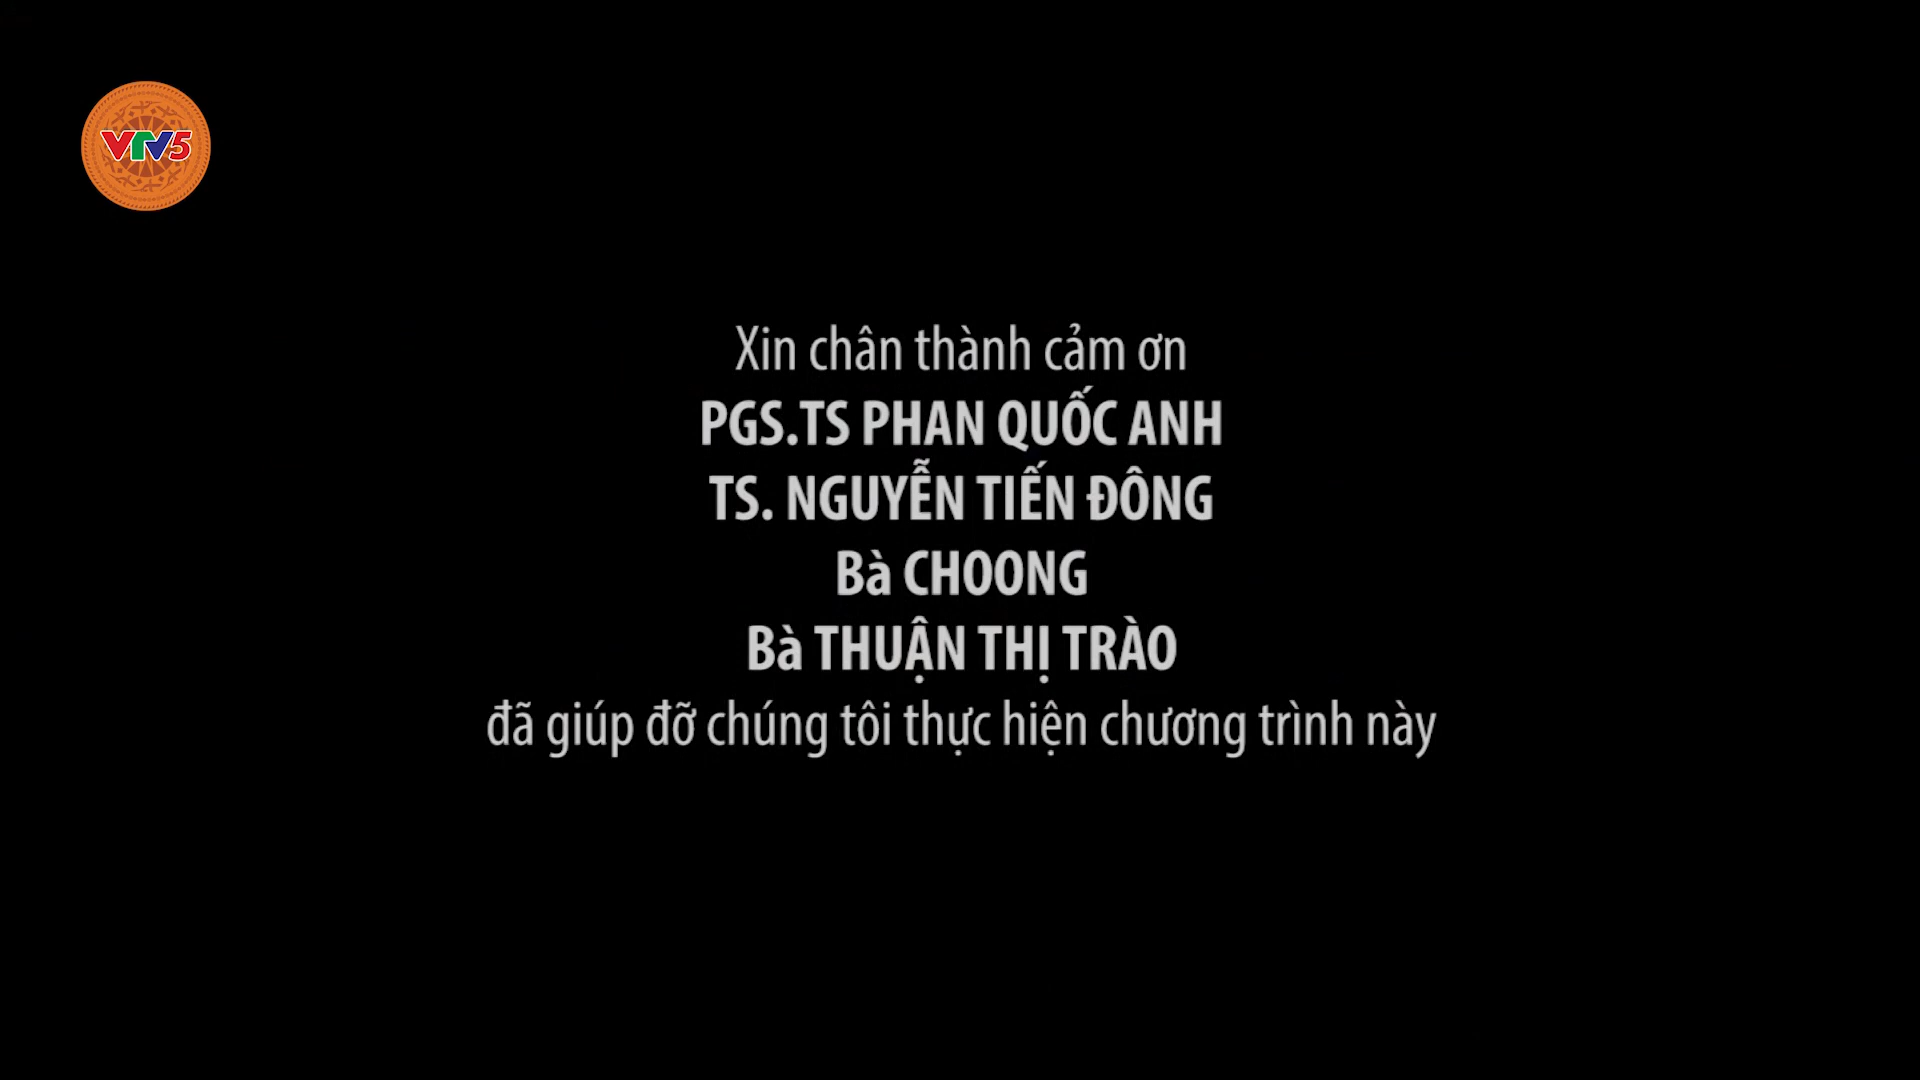 VTV5
Xin chân thành cảm ơn
PGS.TS PHAN QUỐC ANH
TS. NGUYỄN TIẾN ĐÔNG
Bà CHOONG
Bà THUẬN THỊ TRÀO
đã giúp đỡ chúng tôi thực hiện chương trình này